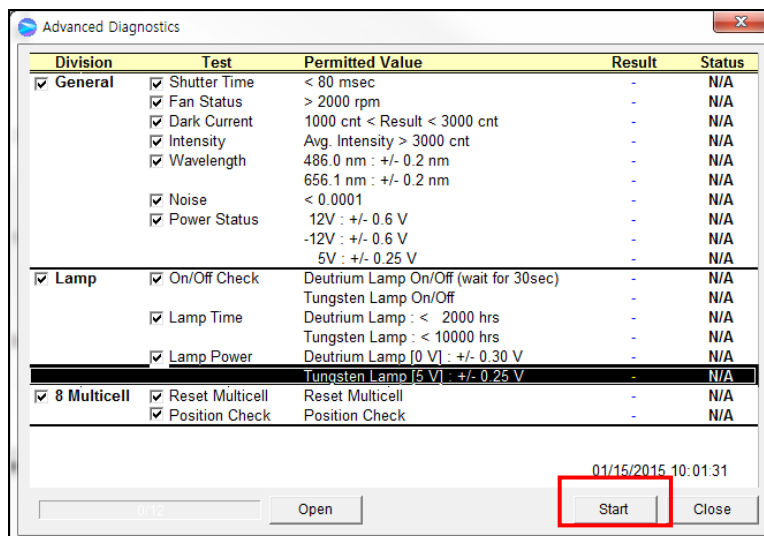 Advanced Diagnostics
Division Test Permitted Value Result Status
General Shutter Time < 80 msec - N/A
Fan Status > 2000 rpm - N/A
Dark Current 1000 cnt < Result < 3000 cnt - N/A
Intensity Avg. Intensity > 3000 cnt - N/A
Wavelength 486.0 nm : +/- 0.2 nm - N/A
656.1 nm : +/- 0.2 nm - N/A
Noise < 0.0001 - N/A
Power Status 12V : +/- 0.6 V - N/A
-12V : +/- 0.6 V - N/A
5V : +/- 0.25 V - N/A
Lamp On/Off Check Deutrium Lamp On/Off (wait for 30sec) - N/A
Tungsten Lamp On/Off - N/A
Lamp Time Deutrium Lamp : < 2000 hrs - N/A
Tungsten Lamp : < 10000 hrs - N/A
Lamp Power Deutrium Lamp [0 V] : +/- 0.30 V - N/A
Tungsten Lamp [5 V] : +/- 0.25 V - N/A
8 Multicell Reset Multicell Reset Multicell - N/A
Position Check Position Check - N/A
01/15/2015 10:01:31
0/12 Open Start Close